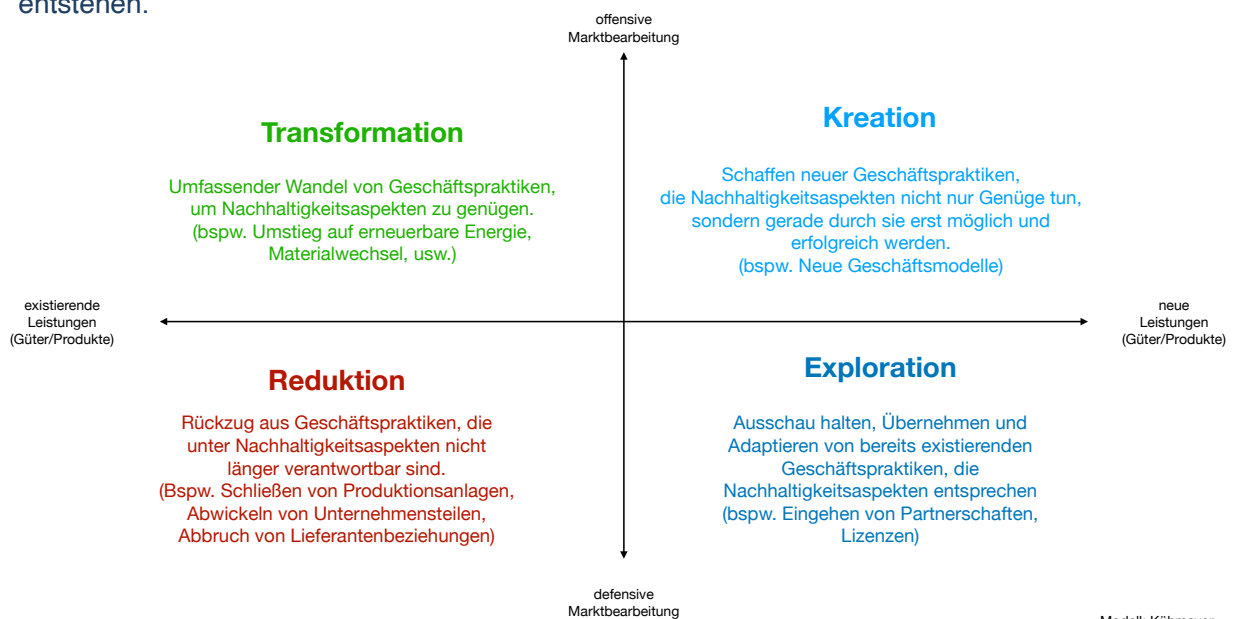 entstehen.
offensive
Marktbearbeitung
Transformation
Umfassender Wandel von Geschäftspraktiken,
um Nachhaltigkeitsaspekten zu genügen.
(bspw. Umstieg auf erneuerbare Energie,
Materialwechsel, usw.)
Kreation
Schaffen neuer Geschäftspraktiken,
die Nachhaltigkeitsaspekten nicht nur Genüge tun,
sondern gerade durch sie erst möglich und
erfolgreich werden.
(bspw. Neue Geschäftsmodelle)
existierende
Leistungen
(Güter/Produkte)
neue
Leistungen
(Güter/Produkte)
Reduktion
Rückzug aus Geschäftspraktiken, die
unter Nachhaltigkeitsaspekten nicht
länger verantwortbar sind.
(Bspw. Schließen von Produktionsanlagen,
Abwickeln von Unternehmensteilen,
Abbruch von Lieferantenbeziehungen)
Exploration
Ausschau halten, Übernehmen und
Adaptieren von bereits existierenden
Geschäftspraktiken, die
Nachhaltigkeitsaspekten entsprechen
(bspw. Eingehen von Partnerschaften,
Lizenzen)
defensive
Marktbearbeitung